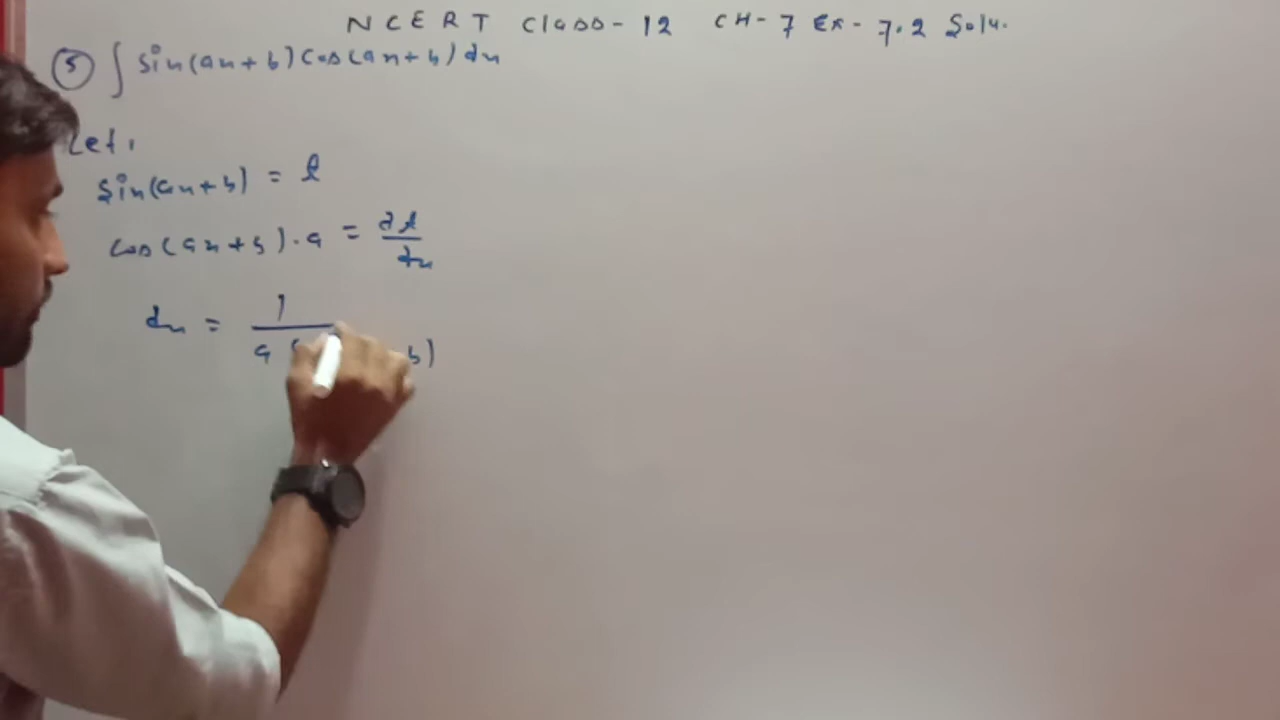 NCERT Class-12 CH-7 Ex-7.2 Soln.
(5) ∫ sin(ax+b)cos(ax+b)dx
Let,
sin(ax+b) = t
cos(ax+b).a = dt/dx
dx = 1/a b)